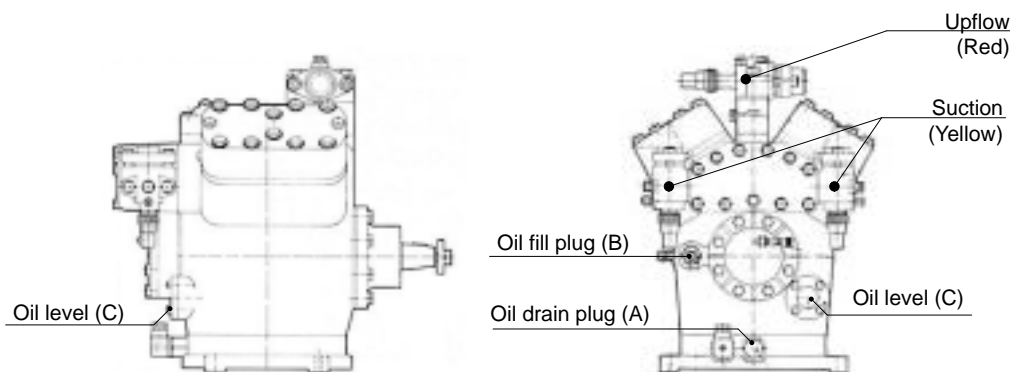 Upflow
(Red)
Suction
(Yellow)
Oil fill plug (B)
Oil level (C)
Oil drain plug (A)
Oil level (C)